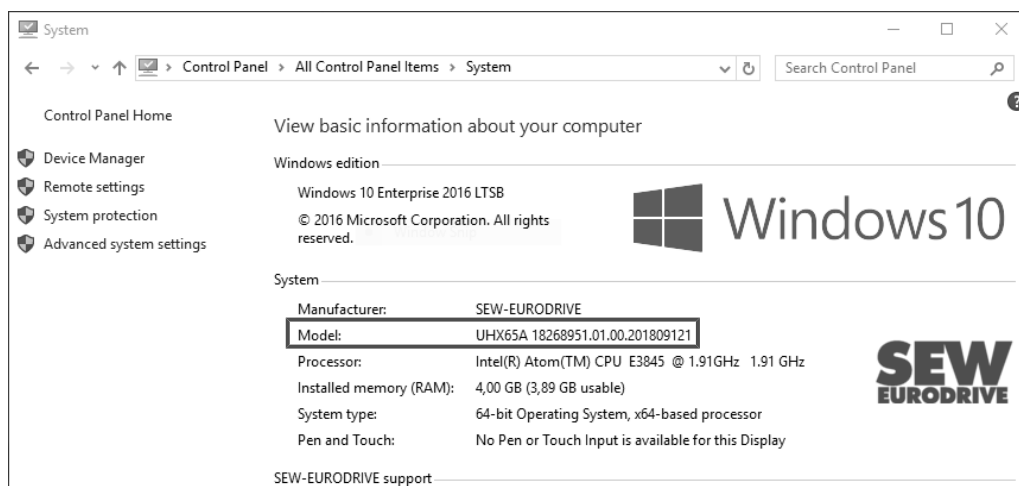 System
Control Panel > All Control Panel Items > System
Search Control Panel
?
Control Panel Home
Device Manager
Remote settings
System protection
Advanced system settings
View basic information about your computer
Windows edition
Windows 10 Enterprise 2016 LTSB
© 2016 Microsoft Corporation. All rights
reserved.
Windows 10
System
Manufacturer: SEW-EURODRIVE
Model: UHX65A 18268951.01.00.201809121
Processor: Intel(R) Atom(TM) CPU E3845 @ 1.91GHz 1.91 GHz
Installed memory (RAM): 4,00 GB (3,89 GB usable)
System type: 64-bit Operating System, x64-based processor
Pen and Touch: No Pen or Touch Input is available for this Display
SEW
EURODRIVE
SEW-EURODRIVE support